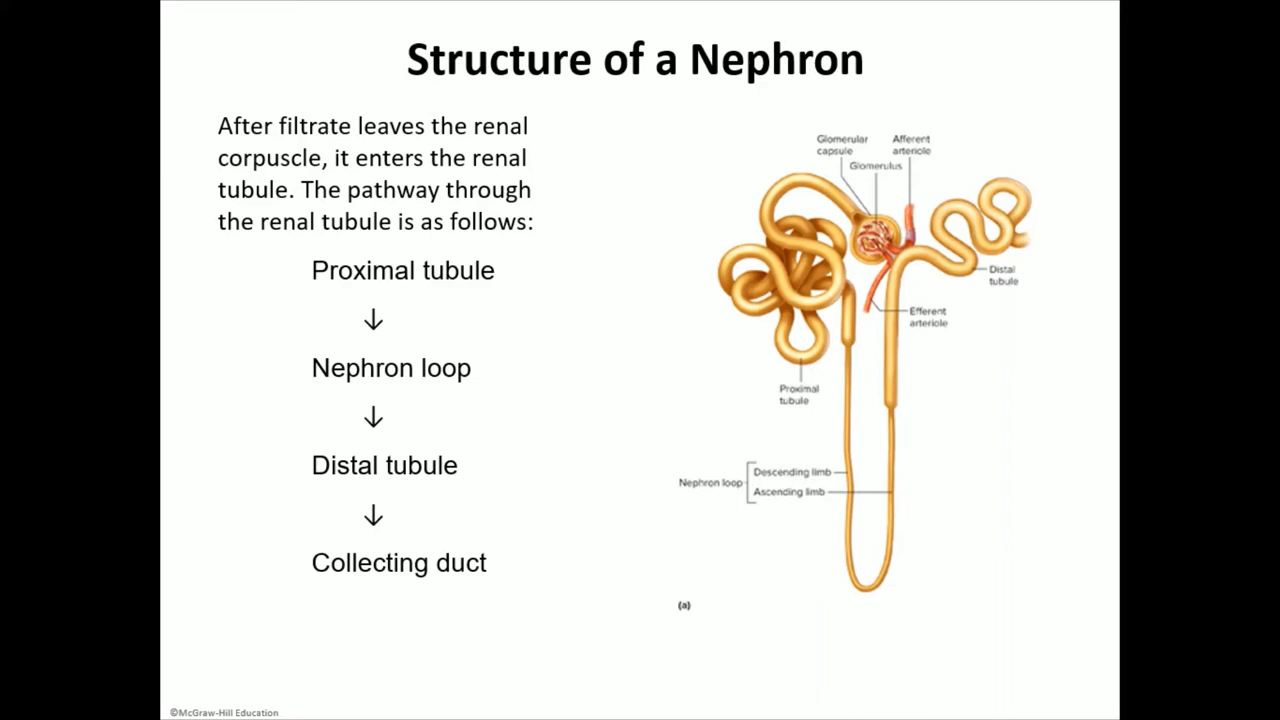 Structure of a Nephron
After filtrate leaves the renal
corpuscle, it enters the renal
tubule. The pathway through
the renal tubule is as follows:
Proximal tubule
↓
Nephron loop
↓
Distal tubule
↓
Collecting duct
Glomerular
capsule
Afferent
arteriole
Glomerulus
Distal
tubule
Efferent
arteriole
Proximal
tubule
Nephron loop
Descending limb
Ascending limb
(a)
©McGraw-Hill Education